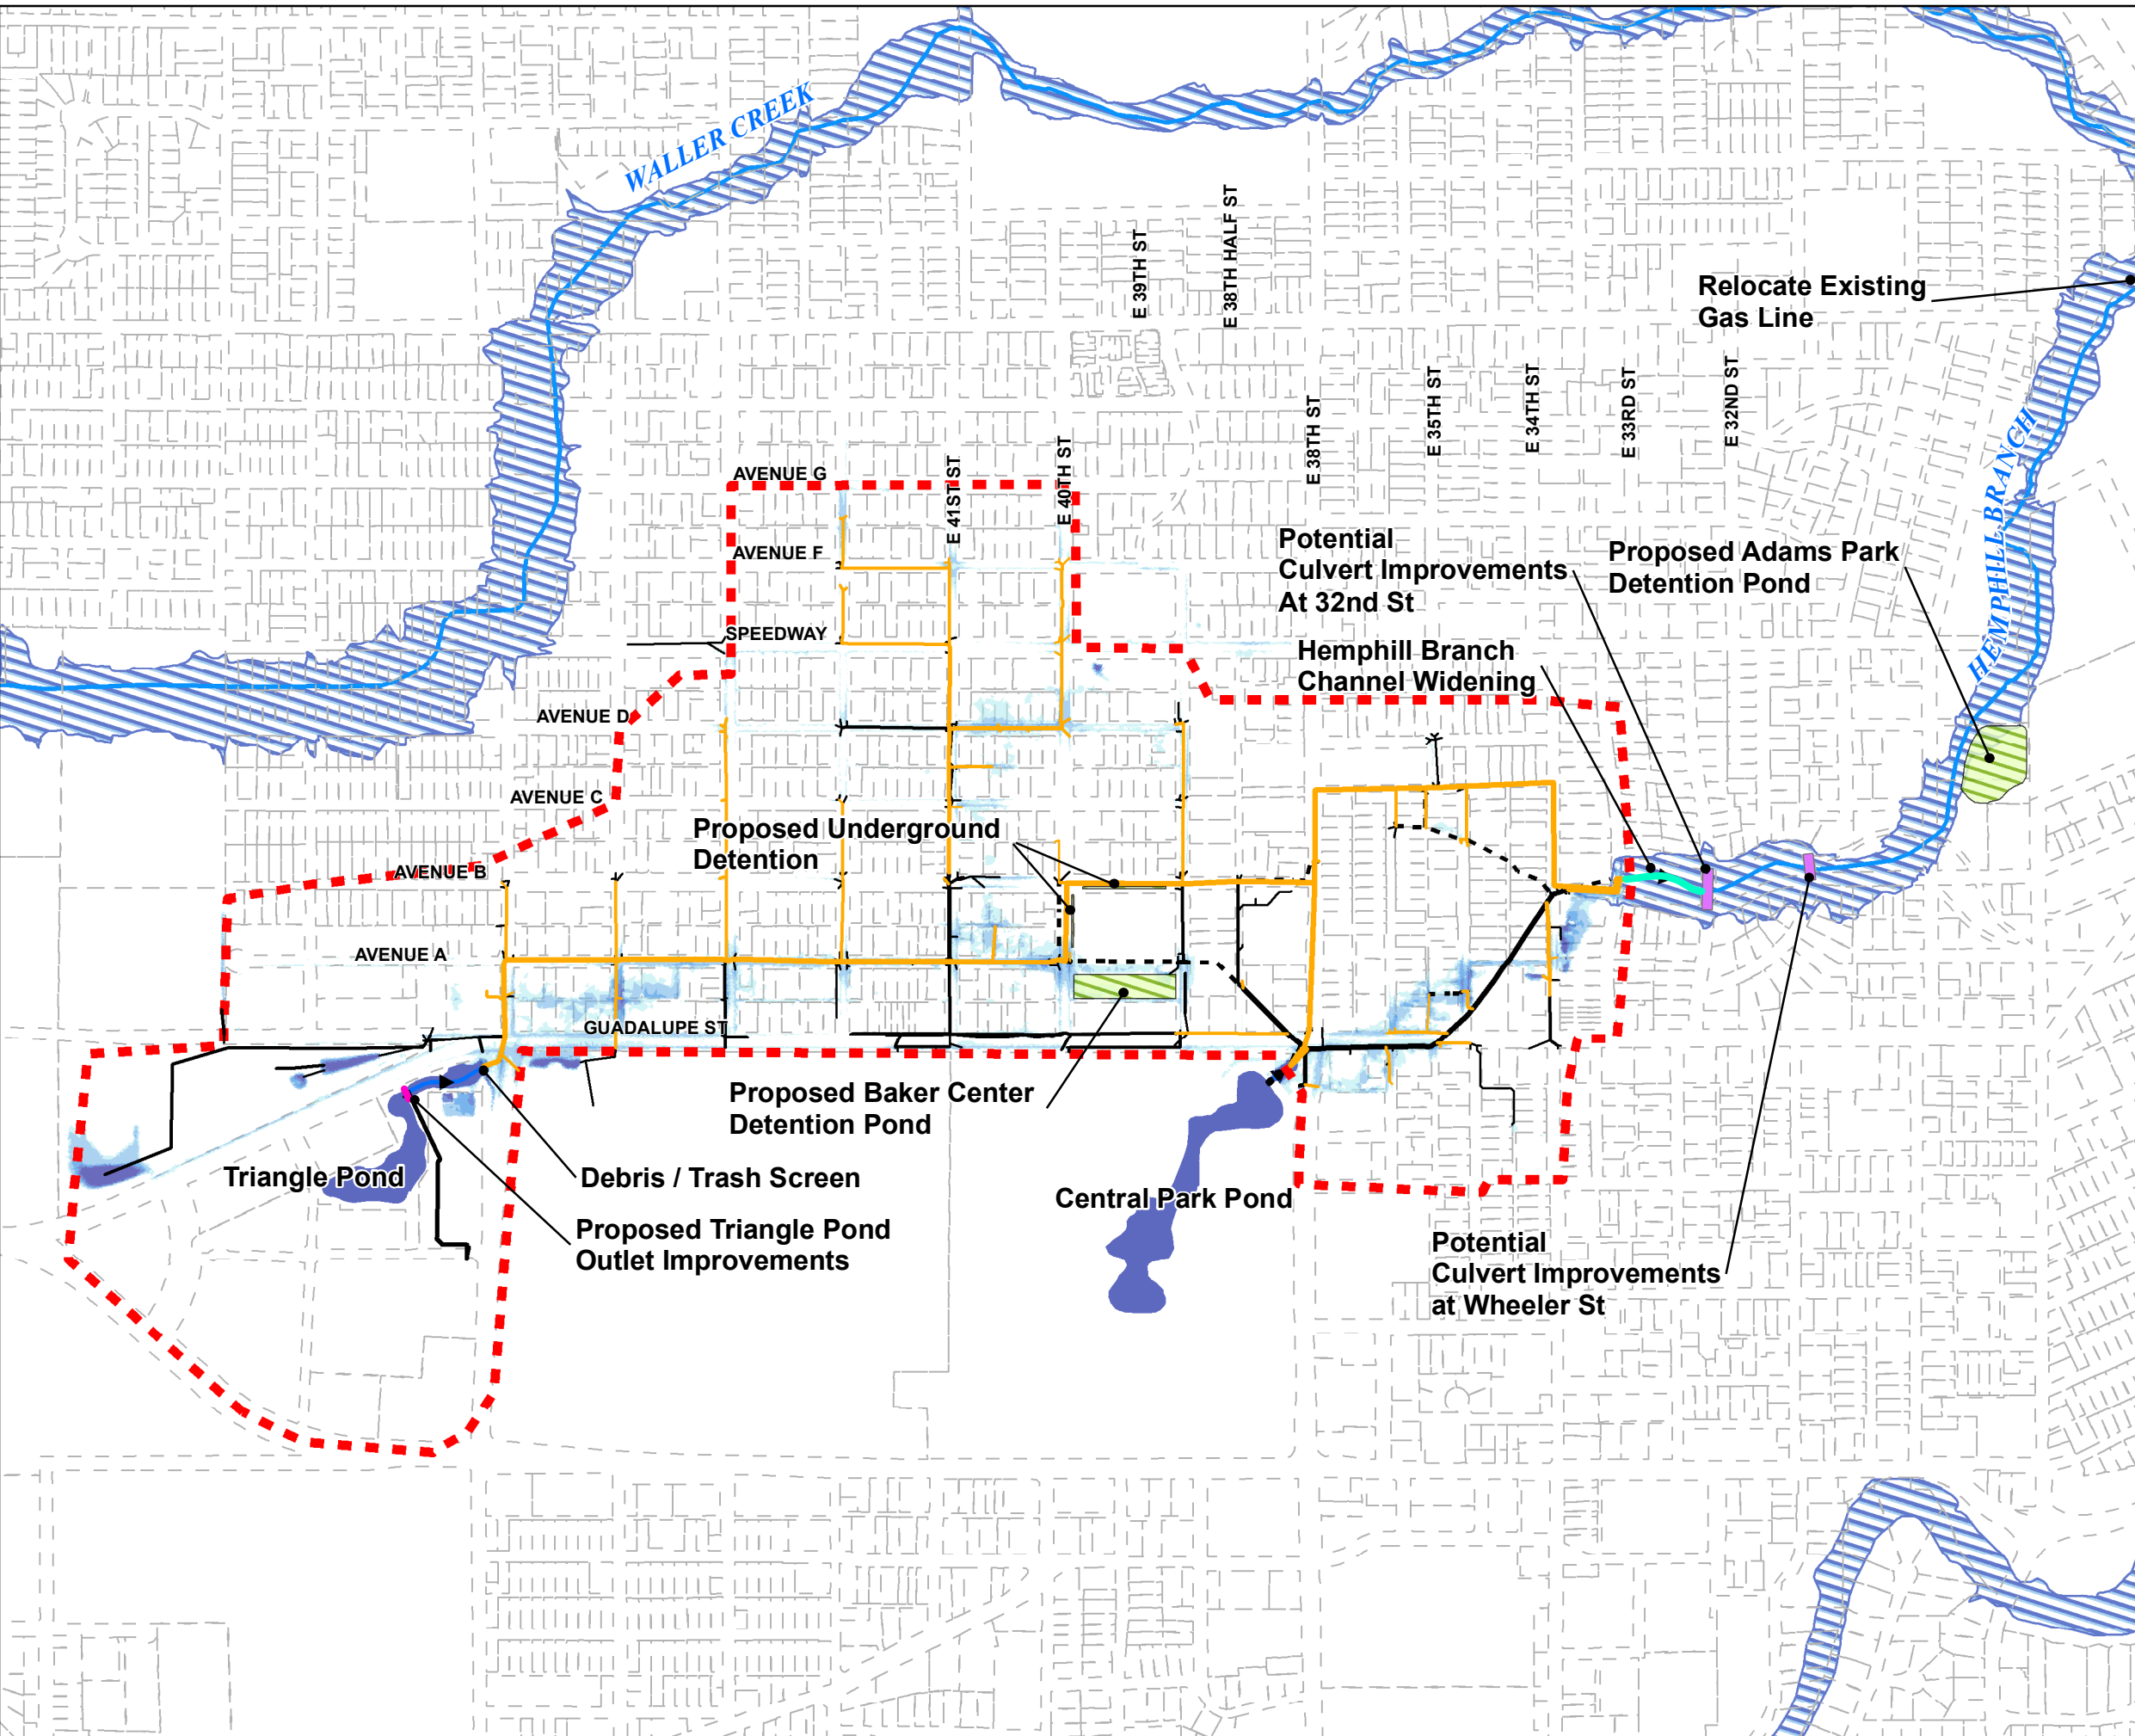 WALLER CREEK
E 39TH ST
E 38TH HALF ST
Relocate Existing
Gas Line
E 38TH ST
E 35TH ST
E 34TH ST
E 33RD ST
E 32ND ST
HEMPHILL BRANCH
AVENUE G
E 41ST ST
E 40TH ST
AVENUE F
SPEEDWAY
Potential
Culvert Improvements
At 32nd St
Proposed Adams Park
Detention Pond
Hemphill Branch
Channel Widening
AVENUE D
AVENUE C
Proposed Underground
Detention
AVENUE B
AVENUE A
GUADALUPE ST
Proposed Baker Center
Detention Pond
Triangle Pond
Debris / Trash Screen
Central Park Pond
Proposed Triangle Pond
Outlet Improvements
Potential
Culvert Improvements
at Wheeler St